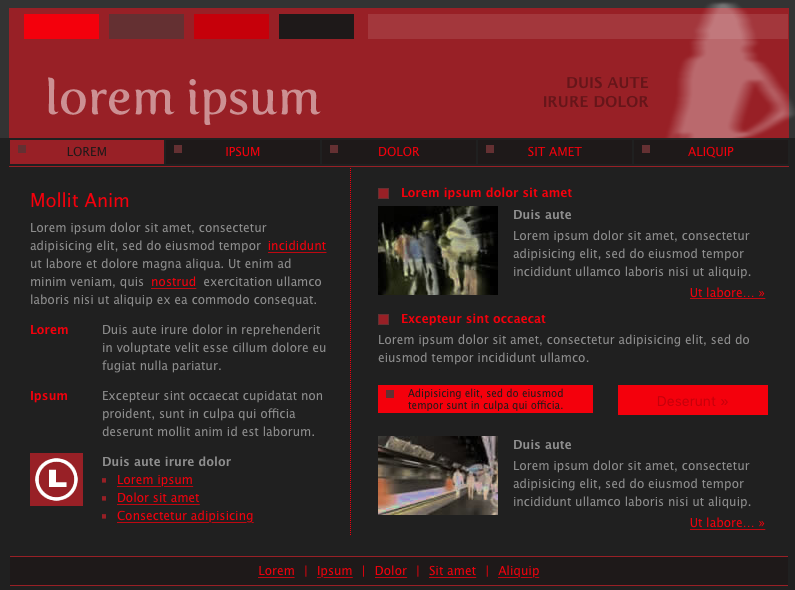 lorem ipsum
DUIS AUTE
IRURE DOLOR
LOREM
IPSUM
DOLOR
SIT AMET
ALIQUIP
Mollit Anim
Lorem ipsum dolor sit amet, consectetur
adipisicing elit, sed do eiusmod tempor incididunt
ut labore et dolore magna aliqua. Ut enim ad
minim veniam, quis nostrud exercitation ullamco
laboris nisi ut aliquip ex ea commodo consequat.
Lorem
Duis aute irure dolor in reprehenderit
in voluptate velit esse cillum dolore eu
fugiat nulla pariatur.
Ipsum
Excepteur sint occaecat cupidatat non
proident, sunt in culpa qui officia
deserunt mollit anim id est laborum.
L
Duis aute irure dolor
Lorem ipsum
Dolor sit amet
Consectetur adipisicing
Lorem ipsum dolor sit amet
Duis aute
Lorem ipsum dolor sit amet, consectetur
adipisicing elit, sed do eiusmod tempor
incididunt ullamco laboris nisi ut aliquip.
Ut labore... »
Excepteur sint occaecat
Lorem ipsum dolor sit amet, consectetur adipisicing elit, sed do
eiusmod tempor incididunt ullamco.
Adipisicing elit, sed do eiusmod
tempor sunt in culpa qui officia.
Deserunt »
Duis aute
Lorem ipsum dolor sit amet, consectetur
adipisicing elit, sed do eiusmod tempor
incididunt ullamco laboris nisi ut aliquip.
Ut labore... »
Lorem | Ipsum | Dolor | Sit amet | Aliquip